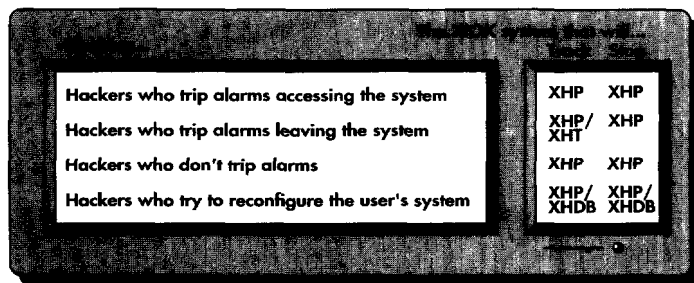 Hackers who trip alarms accessing the system XHP XHP
Hackers who trip alarms leaving the system XHP/ XHP
XHT
Hackers who don't trip alarms XHP XHP
Hackers who try to reconfigure the user's system XHP/ XHP/
XHDB XHDB